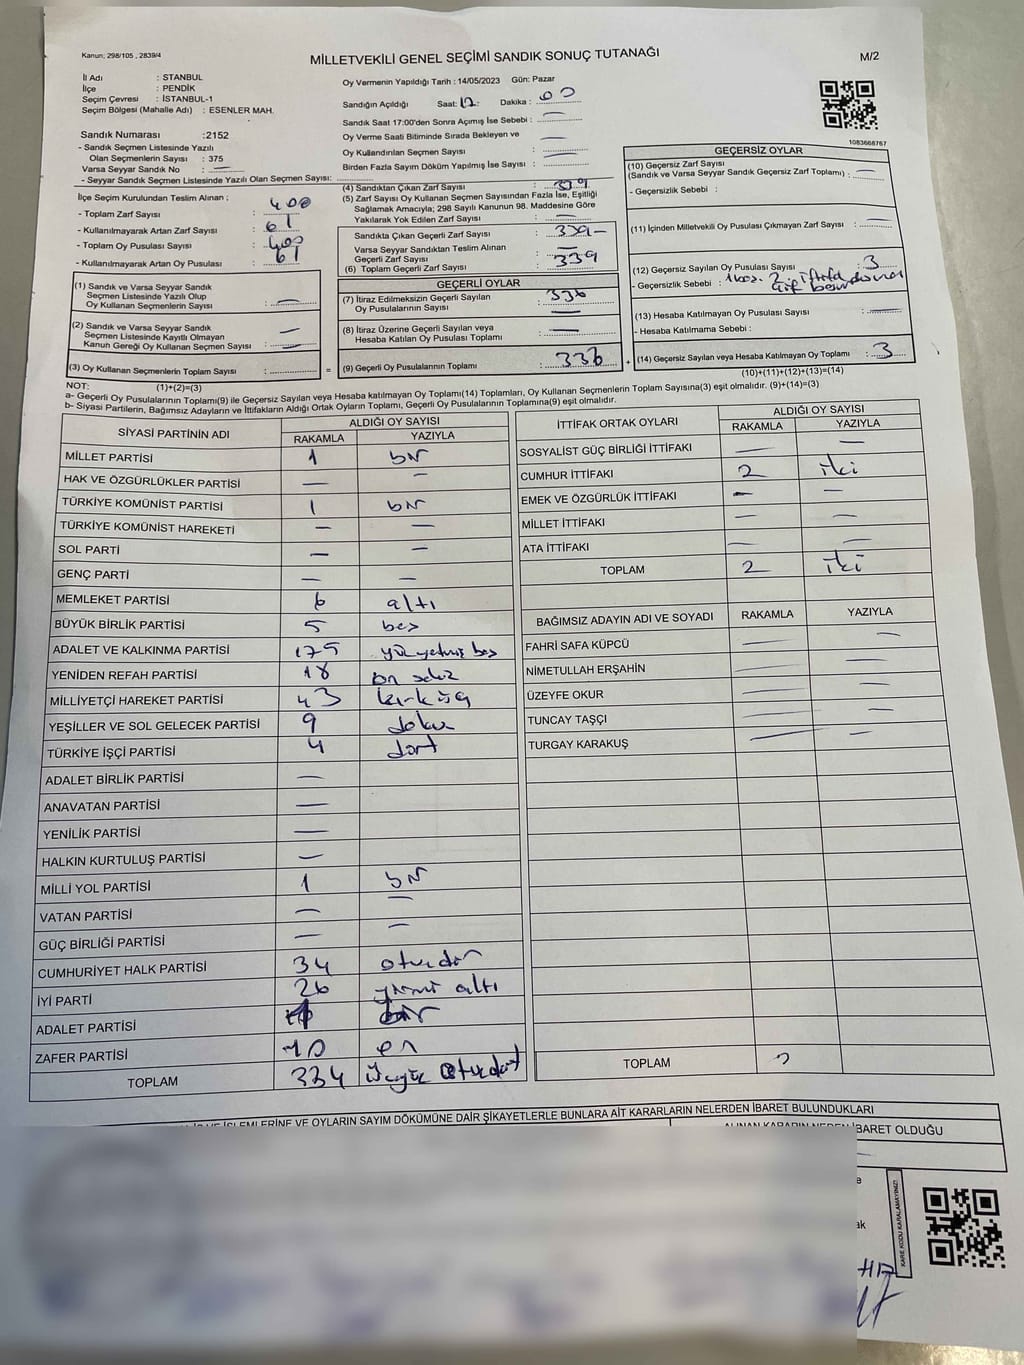 Kanun: 298/105 , 2839/4
MİLLETVEKİLİ GENEL SEÇİMİ SANDIK SONUÇ TUTANAĞI
M/2
İl Adı : STANBUL
İlçe : PENDİK
Seçim Çevresi : İSTANBUL-1
Seçim Bölgesi (Mahalle Adı) : ESENLER MAH.
Oy Vermenin Yapıldığı Tarih : 14/05/2023 Gün: Pazar
Sandığın Açıldığı Saat: 17: Dakika : 00
Sandık Saat 17:00'den Sonra Açımış İse Sebebi : —
Oy Verme Saati Bitiminde Sırada Bekleyen ve
Oy Kullandırılan Seçmen Sayısı : —
Birden Fazla Sayım Döküm Yapılmış İse Sayısı : —
1083668767
Sandık Numarası :2152
- Sandık Seçmen Listesinde Yazılı
Olan Seçmenlerin Sayısı : 375
Varsa Seyyar Sandık No : —
- Seyyar Sandık Seçmen Listesinde Yazılı Olan Seçmen Sayısı:
İlçe Seçim Kurulundan Teslim Alınan ;
- Toplam Zarf Sayısı : 400
- Kullanılmayarak Artan Zarf Sayısı : 61
- Toplam Oy Pusulası Sayısı : 400
- Kullanılmayarak Artan Oy Pusulası : 61
(1) Sandık ve Varsa Seyyar Sandık
Seçmen Listesinde Yazılı Olup
Oy Kullanan Seçmenlerin Sayısı : —
(2) Sandık ve Varsa Seyyar Sandık
Seçmen Listesinde Kayıtlı Olmayan
Kanun Gereği Oy Kullanan Seçmen Sayısı : —
(3) Oy Kullanan Seçmenlerin Toplam Sayısı :
(4) Sandıktan Çıkan Zarf Sayısı : 339
(5) Zarf Sayısı Oy Kullanan Seçmen Sayısından Fazla İse, Eşitliği
Sağlamak Amacıyla; 298 Sayılı Kanunun 98. Maddesine Göre
Yakılarak Yok Edilen Zarf Sayısı : —
Sandıkta Çıkan Geçerli Zarf Sayısı : 339-
Varsa Seyyar Sandıktan Teslim Alınan
Geçerli Zarf Sayısı : —
(6) Toplam Geçerli Zarf Sayısı : 339
GEÇERLİ OYLAR
(7) İtiraz Edilmeksizin Geçerli Sayılan
Oy Pusulalarının Sayısı : 336
(8) İtiraz Üzerine Geçerli Sayılan veya
Hesaba Katılan Oy Pusulası Toplamı : —
= (9) Geçerli Oy Pusulalarının Toplamı : 336 +
GEÇERSİZ OYLAR
(10) Geçersiz Zarf Sayısı
(Sandık ve Varsa Seyyar Sandık Geçersiz Zarf Toplamı) : —
- Geçersizlik Sebebi :
(11) İçinden Milletvekili Oy Pusulası Çıkmayan Zarf Sayısı : —
(12) Geçersiz Sayılan Oy Pusulası Sayısı : 3
- Geçersizlik Sebebi :
(13) Hesaba Katılmayan Oy Pusulası Sayısı : —
- Hesaba Katılmama Sebebi :
(14) Geçersiz Sayılan veya Hesaba Katılmayan Oy Toplamı : 3
(10)+(11)+(12)+(13)=(14)
NOT: (1)+(2)=(3)
a- Geçerli Oy Pusulalarının Toplamı(9) ile Geçersiz Sayılan veya Hesaba katılmayan Oy Toplamı(14) Toplamları, Oy Kullanan Seçmenlerin Toplam Sayısına(3) eşit olmalıdır. (9)+(14)=(3)
b- Siyasi Partilerin, Bağımsız Adayların ve İttifakların Aldığı Ortak Oyların Toplamı, Geçerli Oy Pusulalarının Toplamına(9) eşit olmalıdır.
SİYASİ PARTİNİN ADI ALDIĞI OY SAYISI
RAKAMLA YAZIYLA
MİLLET PARTİSİ 1 bir
HAK VE ÖZGÜRLÜKLER PARTİSİ — —
TÜRKİYE KOMÜNİST PARTİSİ 1 bir
TÜRKİYE KOMÜNİST HAREKETİ — —
SOL PARTİ — —
GENÇ PARTİ — —
MEMLEKET PARTİSİ 6 altı
BÜYÜK BİRLİK PARTİSİ 5 beş
ADALET VE KALKINMA PARTİSİ 175 yüzyetmiş beş
YENİDEN REFAH PARTİSİ 18 on sekiz
MİLLİYETÇİ HAREKET PARTİSİ 43 kırküç
YEŞİLLER VE SOL GELECEK PARTİSİ 9 dokuz
TÜRKİYE İŞÇİ PARTİSİ 4 dört
ADALET BİRLİK PARTİSİ —
ANAVATAN PARTİSİ —
YENİLİK PARTİSİ —
HALKIN KURTULUŞ PARTİSİ —
MİLLİ YOL PARTİSİ 1 bir
VATAN PARTİSİ — —
GÜÇ BİRLİĞİ PARTİSİ — —
CUMHURİYET HALK PARTİSİ 34 otuzdör
İYİ PARTİ 26 yirmi altı
ADALET PARTİSİ 1 bir
ZAFER PARTİSİ 10 on
TOPLAM 334 üçyüz otuzdört
İTTİFAK ORTAK OYLARI ALDIĞI OY SAYISI
RAKAMLA YAZIYLA
SOSYALİST GÜÇ BİRLİĞİ İTTİFAKI — —
CUMHUR İTTİFAKI 2 iki
EMEK VE ÖZGÜRLÜK İTTİFAKI — —
MİLLET İTTİFAKI — —
ATA İTTİFAKI — —
TOPLAM 2 iki
BAĞIMSIZ ADAYIN ADI VE SOYADI RAKAMLA YAZIYLA
FAHRİ SAFA KÜPCÜ — —
NİMETULLAH ERŞAHİN — —
ÜZEYFE OKUR — —
TUNCAY TAŞÇI — —
TURGAY KARAKUŞ — —
TOPLAM
İŞLEMLERİNE VE OYLARIN SAYIM DÖKÜMÜNE DAİR ŞİKAYETLERLE BUNLARA AİT KARARLARIN NELERDEN İBARET BULUNDUKLARI
ALINAN KARARIN NEDEN İBARET OLDUĞU
KARE KODU KARALAMAYINIZ!